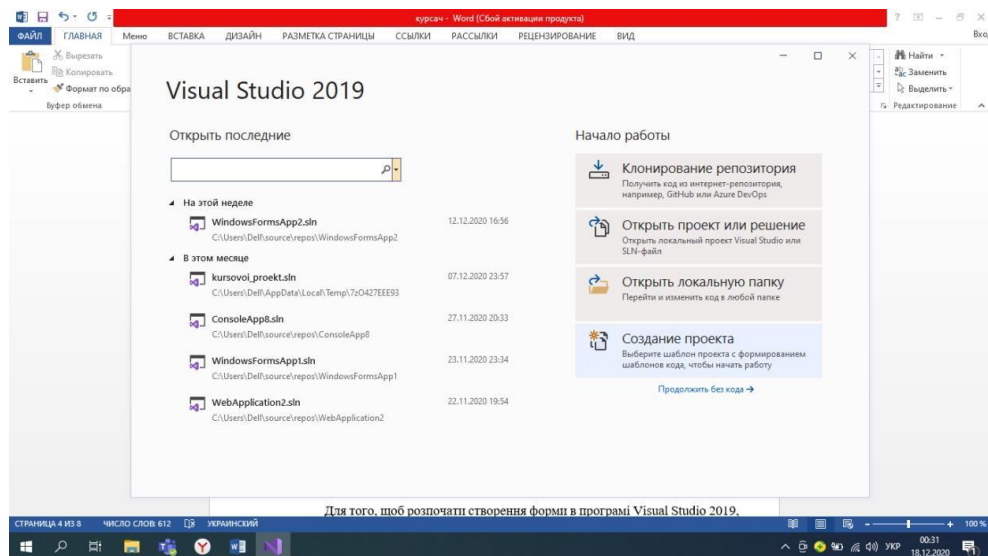 курсач - Word (Сбой активации продукта)
ФАЙЛ ГЛАВНАЯ Меню ВСТАВКА ДИЗАЙН РАЗМЕТКА СТРАНИЦЫ ССЫЛКИ РАССЫЛКИ РЕЦЕНЗИРОВАНИЕ ВИД
Вставить
Вырезать
Копировать
Формат по обра
Буфер обмена
Найти
Заменить
Выделить
Редактирование
Visual Studio 2019
Открыть последние
На этой неделе
WindowsFormsApp2.sln 12.12.2020 16:56
C:\Users\Dell\source\repos\WindowsFormsApp2
В этом месяце
kursovoi_proekt.sln 07.12.2020 23:57
C:\Users\Dell\AppData\Local\Temp\7zO427EEE93
ConsoleApp8.sln 27.11.2020 20:33
C:\Users\Dell\source\repos\ConsoleApp8
WindowsFormsApp1.sln 23.11.2020 23:34
C:\Users\Dell\source\repos\WindowsFormsApp1
WebApplication2.sln 22.11.2020 19:54
C:\Users\Dell\source\repos\WebApplication2
Начало работы
Клонирование репозитория
Получить код из интернет-репозитория,
например, GitHub или Azure DevOps
Открыть проект или решение
Открыть локальный проект Visual Studio или
SLN-файл
Открыть локальную папку
Перейти и изменить код в любой папке
Создание проекта
Выберите шаблон проекта с формированием
шаблонов кода, чтобы начать работу
Продолжить без кода →
Для того, щоб розпочати створення форми в програмі Visual Studio 2019,
СТРАНИЦА 4 ИЗ 8 ЧИСЛО СЛОВ: 612 УКРАИНСКИЙ 100 %
УКР 00:31
18.12.2020